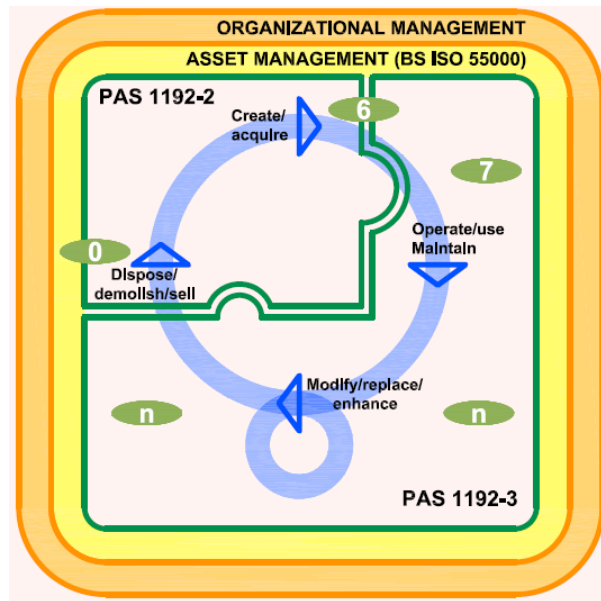 ORGANIZATIONAL MANAGEMENT
ASSET MANAGEMENT (BS ISO 55000)
PAS 1192-2
Create/
acquire
6
7
Operate/use
Maintain
0
Dispose/
demolish/sell
Modify/replace/
enhance
n
n
PAS 1192-3